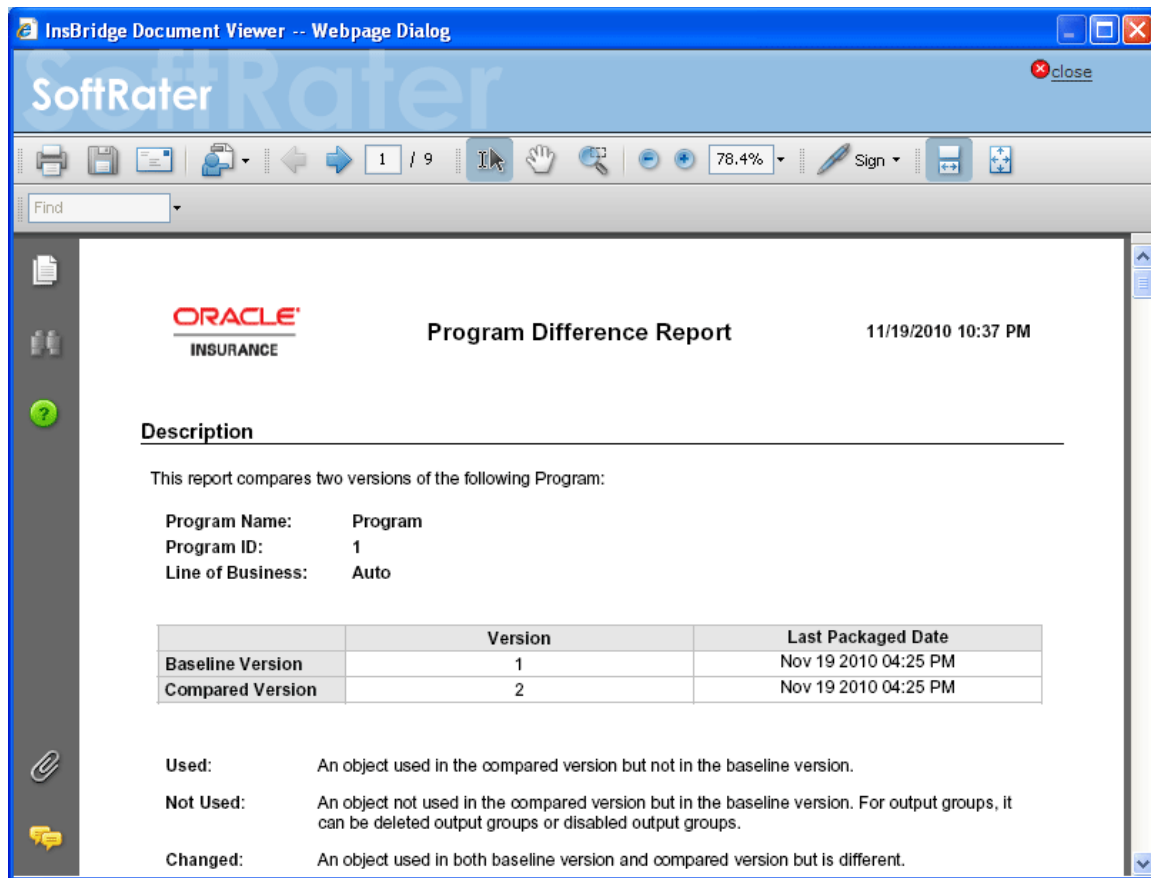 InsBridge Document Viewer -- Webpage Dialog
SoftRater
SoftRater
close
1 / 9
78.4%
Sign
Find
ORACLE
INSURANCE
Program Difference Report
11/19/2010 10:37 PM
Description
This report compares two versions of the following Program:
Program Name: Program
Program ID: 1
Line of Business: Auto
Version Last Packaged Date
Baseline Version 1 Nov 19 2010 04:25 PM
Compared Version 2 Nov 19 2010 04:25 PM
Used: An object used in the compared version but not in the baseline version.
Not Used: An object not used in the compared version but in the baseline version. For output groups, it
can be deleted output groups or disabled output groups.
Changed: An object used in both baseline version and compared version but is different.